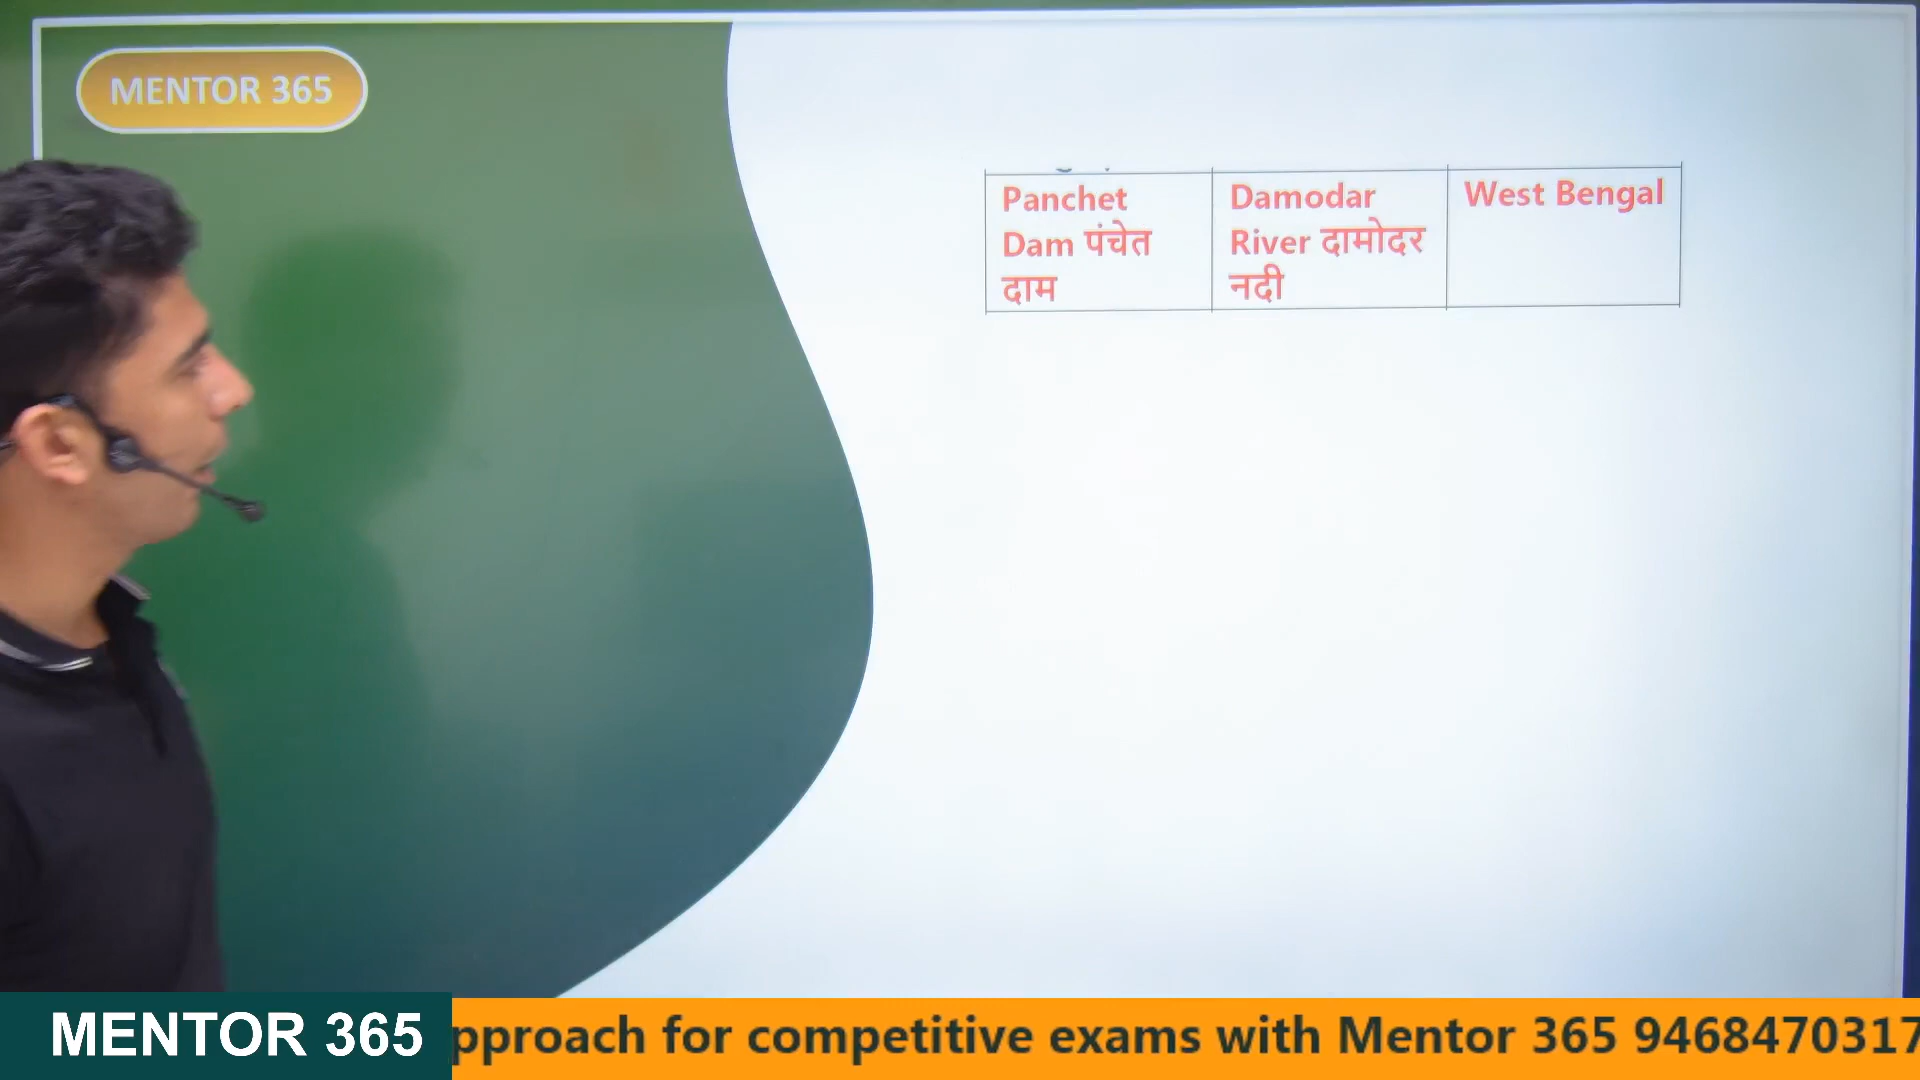 MENTOR 365
Panchet
Dam पंचेत
दाम
Damodar
River दामोदर
नदी
West Bengal
MENTOR 365
pproach for competitive exams with Mentor 365 9468470317